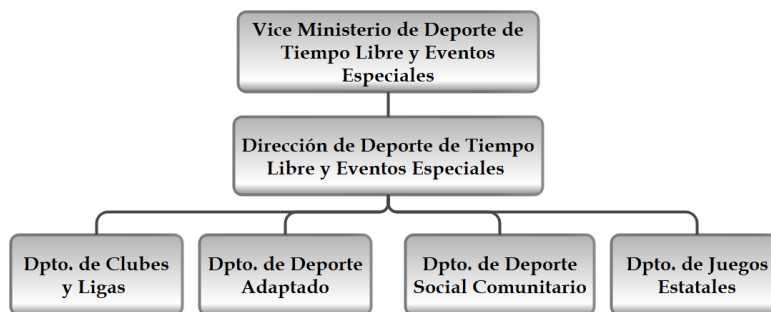 Vice Ministerio de Deporte de
Tiempo Libre y Eventos
Especiales
Dirección de Deporte de Tiempo
Libre y Eventos Especiales
Dpto. de Clubes
y Ligas
Dpto. de Deporte
Adaptado
Dpto. de Deporte
Social Comunitario
Dpto. de Juegos
Estatales